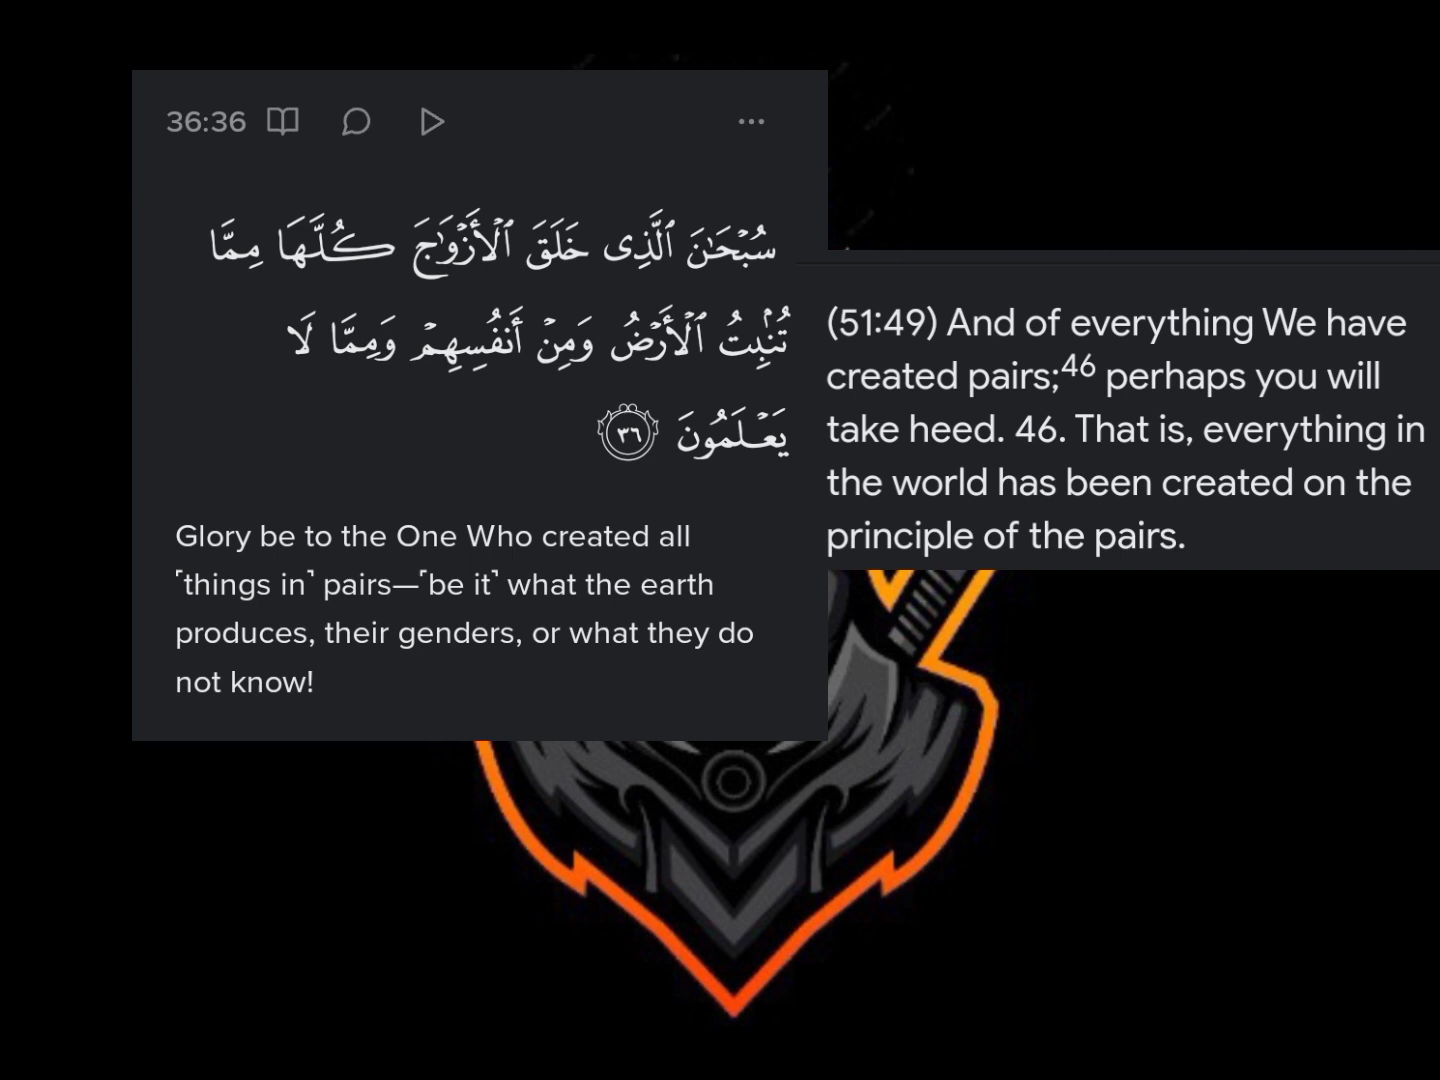 36:36
سُبْحَـٰنَ ٱلَّذِى خَلَقَ ٱلْأَزْوَٰجَ كُلَّهَا مِمَّا
تُنۢبِتُ ٱلْأَرْضُ وَمِنْ أَنفُسِهِمْ وَمِمَّا لَا
يَعْلَمُونَ ٣٦
Glory be to the One Who created all
˹things in˺ pairs—˹be it˺ what the earth
produces, their genders, or what they do
not know!
(51:49) And of everything We have
created pairs;46 perhaps you will
take heed. 46. That is, everything in
the world has been created on the
principle of the pairs.